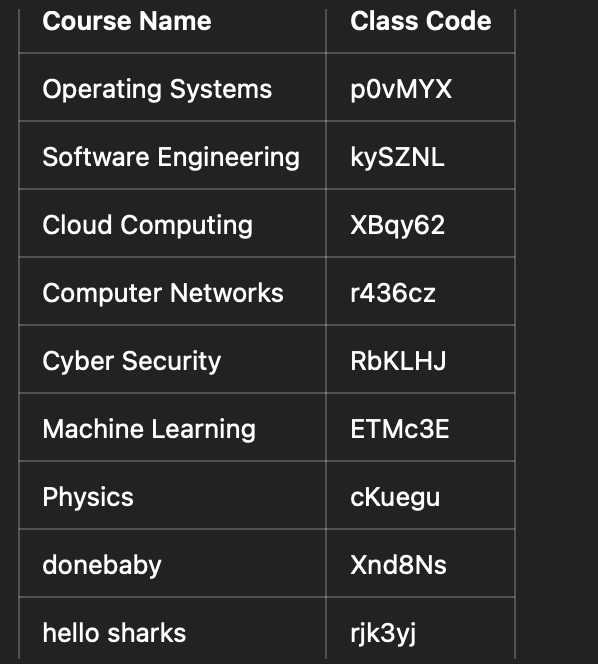 Course Name Class Code
Operating Systems p0vMYX
Software Engineering kySZNL
Cloud Computing XBqy62
Computer Networks r436cz
Cyber Security RbKLHJ
Machine Learning ETMc3E
Physics cKuegu
donebaby Xnd8Ns
hello sharks rjk3yj